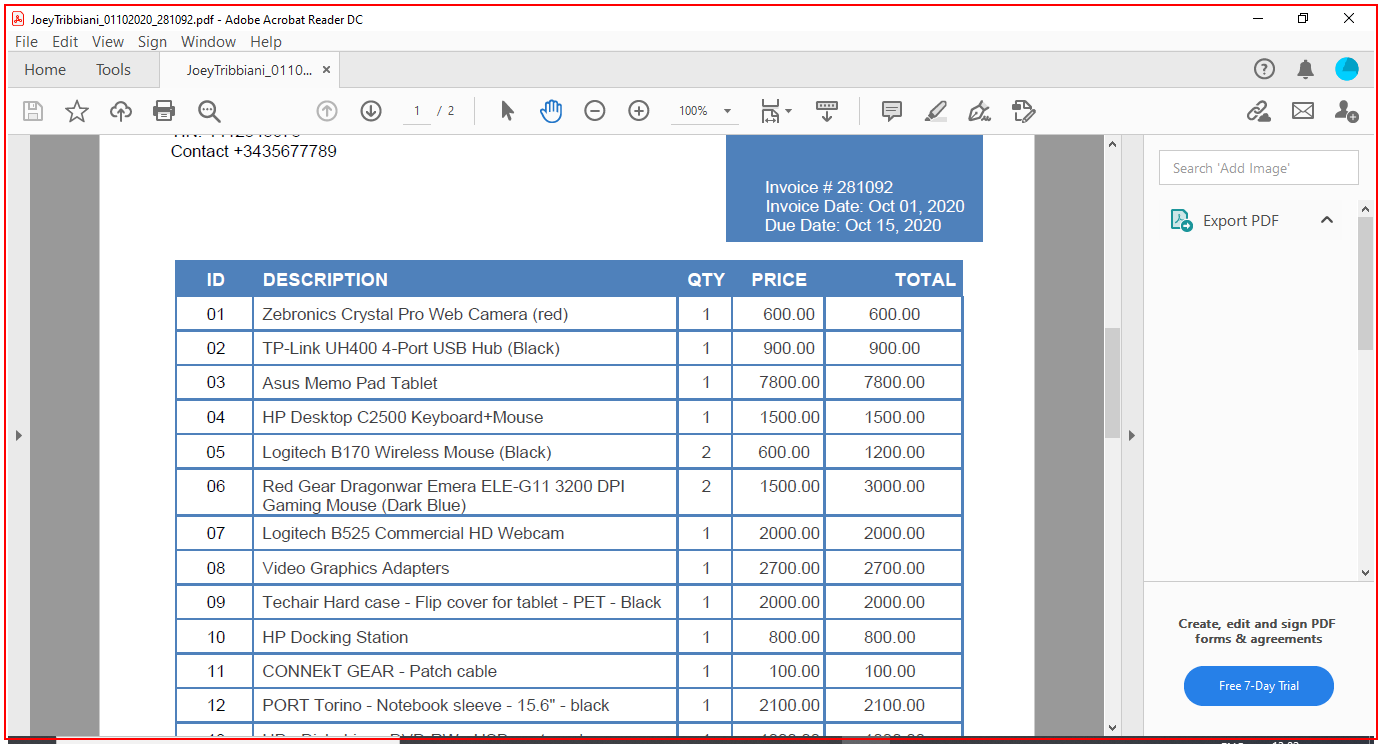 JoeyTribbiani_01102020_281092.pdf - Adobe Acrobat Reader DC
File Edit View Sign Window Help
Home Tools JoeyTribbiani_0110... ×
1 / 2 100%
Contact +3435677789
Invoice # 281092
Invoice Date: Oct 01, 2020
Due Date: Oct 15, 2020
Search 'Add Image'
Export PDF
ID DESCRIPTION QTY PRICE TOTAL
01 Zebronics Crystal Pro Web Camera (red) 1 600.00 600.00
02 TP-Link UH400 4-Port USB Hub (Black) 1 900.00 900.00
03 Asus Memo Pad Tablet 1 7800.00 7800.00
04 HP Desktop C2500 Keyboard+Mouse 1 1500.00 1500.00
05 Logitech B170 Wireless Mouse (Black) 2 600.00 1200.00
06 Red Gear Dragonwar Emera ELE-G11 3200 DPI 2 1500.00 3000.00
Gaming Mouse (Dark Blue)
07 Logitech B525 Commercial HD Webcam 1 2000.00 2000.00
08 Video Graphics Adapters 1 2700.00 2700.00
09 Techair Hard case - Flip cover for tablet - PET - Black 1 2000.00 2000.00
10 HP Docking Station 1 800.00 800.00
11 CONNEkT GEAR - Patch cable 1 100.00 100.00
12 PORT Torino - Notebook sleeve - 15.6" - black 1 2100.00 2100.00
Create, edit and sign PDF
forms & agreements
Free 7-Day Trial